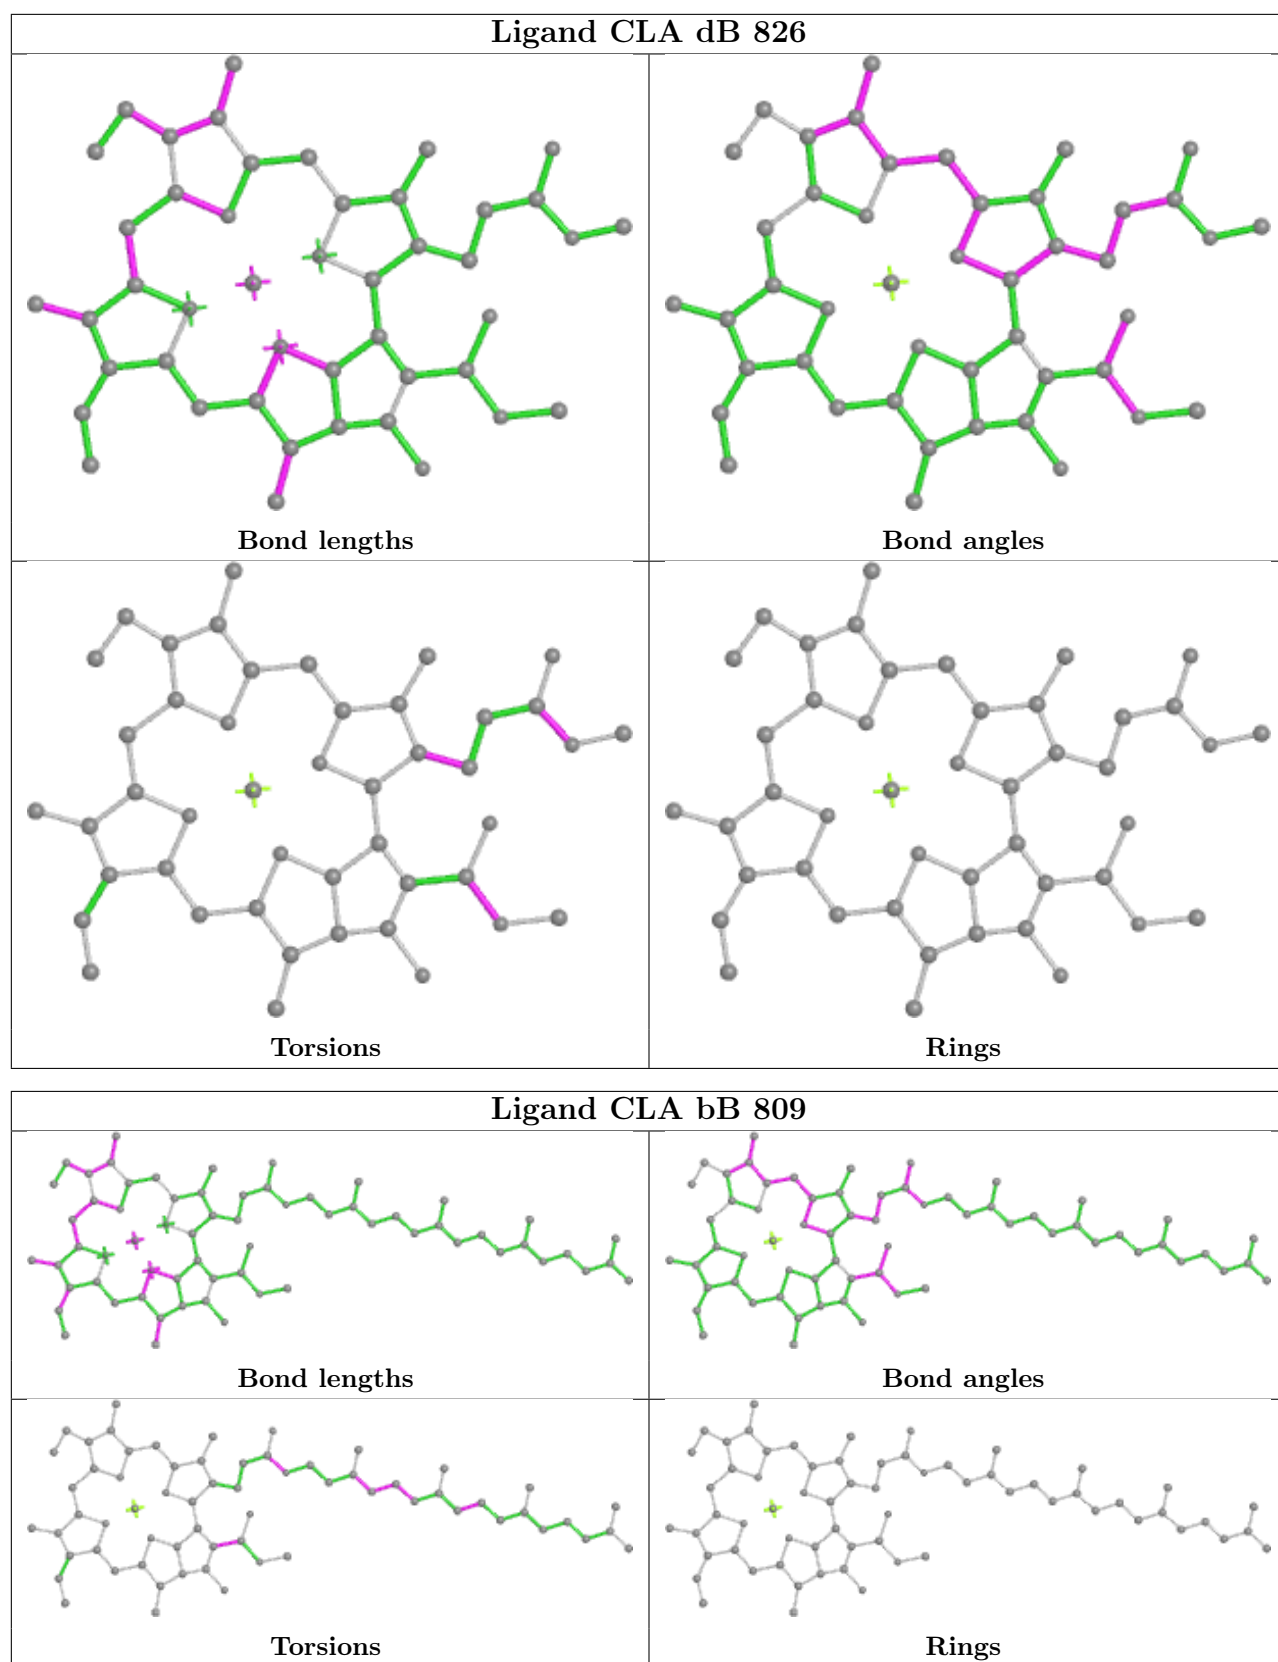 Ligand CLA dB 826
Bond lengths
Bond angles
Torsions
Rings
Ligand CLA bB 809
Bond lengths
Bond angles
Torsions
Rings